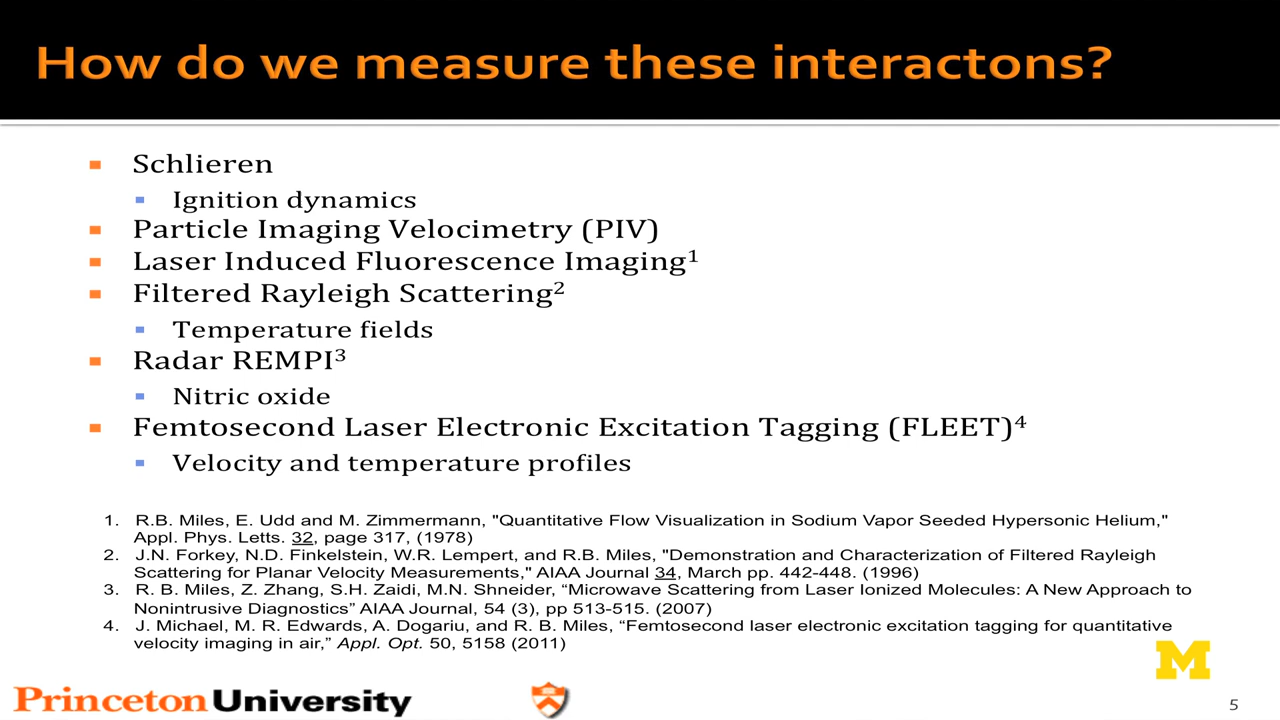 How do we measure these interactons?
Schlieren
Ignition dynamics
Particle Imaging Velocimetry (PIV)
Laser Induced Fluorescence Imaging1
Filtered Rayleigh Scattering2
Temperature fields
Radar REMPI3
Nitric oxide
Femtosecond Laser Electronic Excitation Tagging (FLEET)4
Velocity and temperature profiles
1. R.B. Miles, E. Udd and M. Zimmermann, "Quantitative Flow Visualization in Sodium Vapor Seeded Hypersonic Helium,"
Appl. Phys. Letts. 32, page 317, (1978)
2. J.N. Forkey, N.D. Finkelstein, W.R. Lempert, and R.B. Miles, "Demonstration and Characterization of Filtered Rayleigh
Scattering for Planar Velocity Measurements," AIAA Journal 34, March pp. 442-448. (1996)
3. R. B. Miles, Z. Zhang, S.H. Zaidi, M.N. Shneider, “Microwave Scattering from Laser Ionized Molecules: A New Approach to
Nonintrusive Diagnostics” AIAA Journal, 54 (3), pp 513-515. (2007)
4. J. Michael, M. R. Edwards, A. Dogariu, and R. B. Miles, “Femtosecond laser electronic excitation tagging for quantitative
velocity imaging in air,” Appl. Opt. 50, 5158 (2011)
M
Princeton University
5